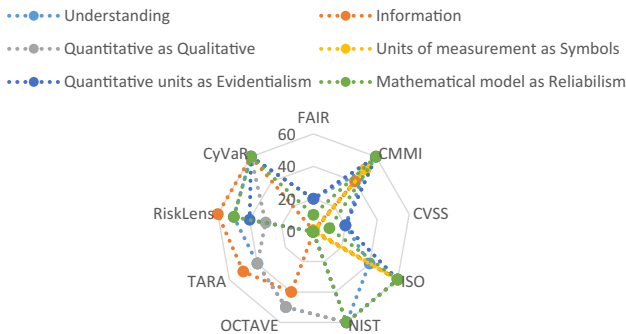 Understanding
Information
Quantitative as Qualitative
Units of measurement as Symbols
Quantitative units as Evidentialism
Mathematical model as Reliabilism
FAIR
60
CyVaR
CMMI
40
20
RiskLens
CVSS
0
TARA
ISO
OCTAVE
NIST